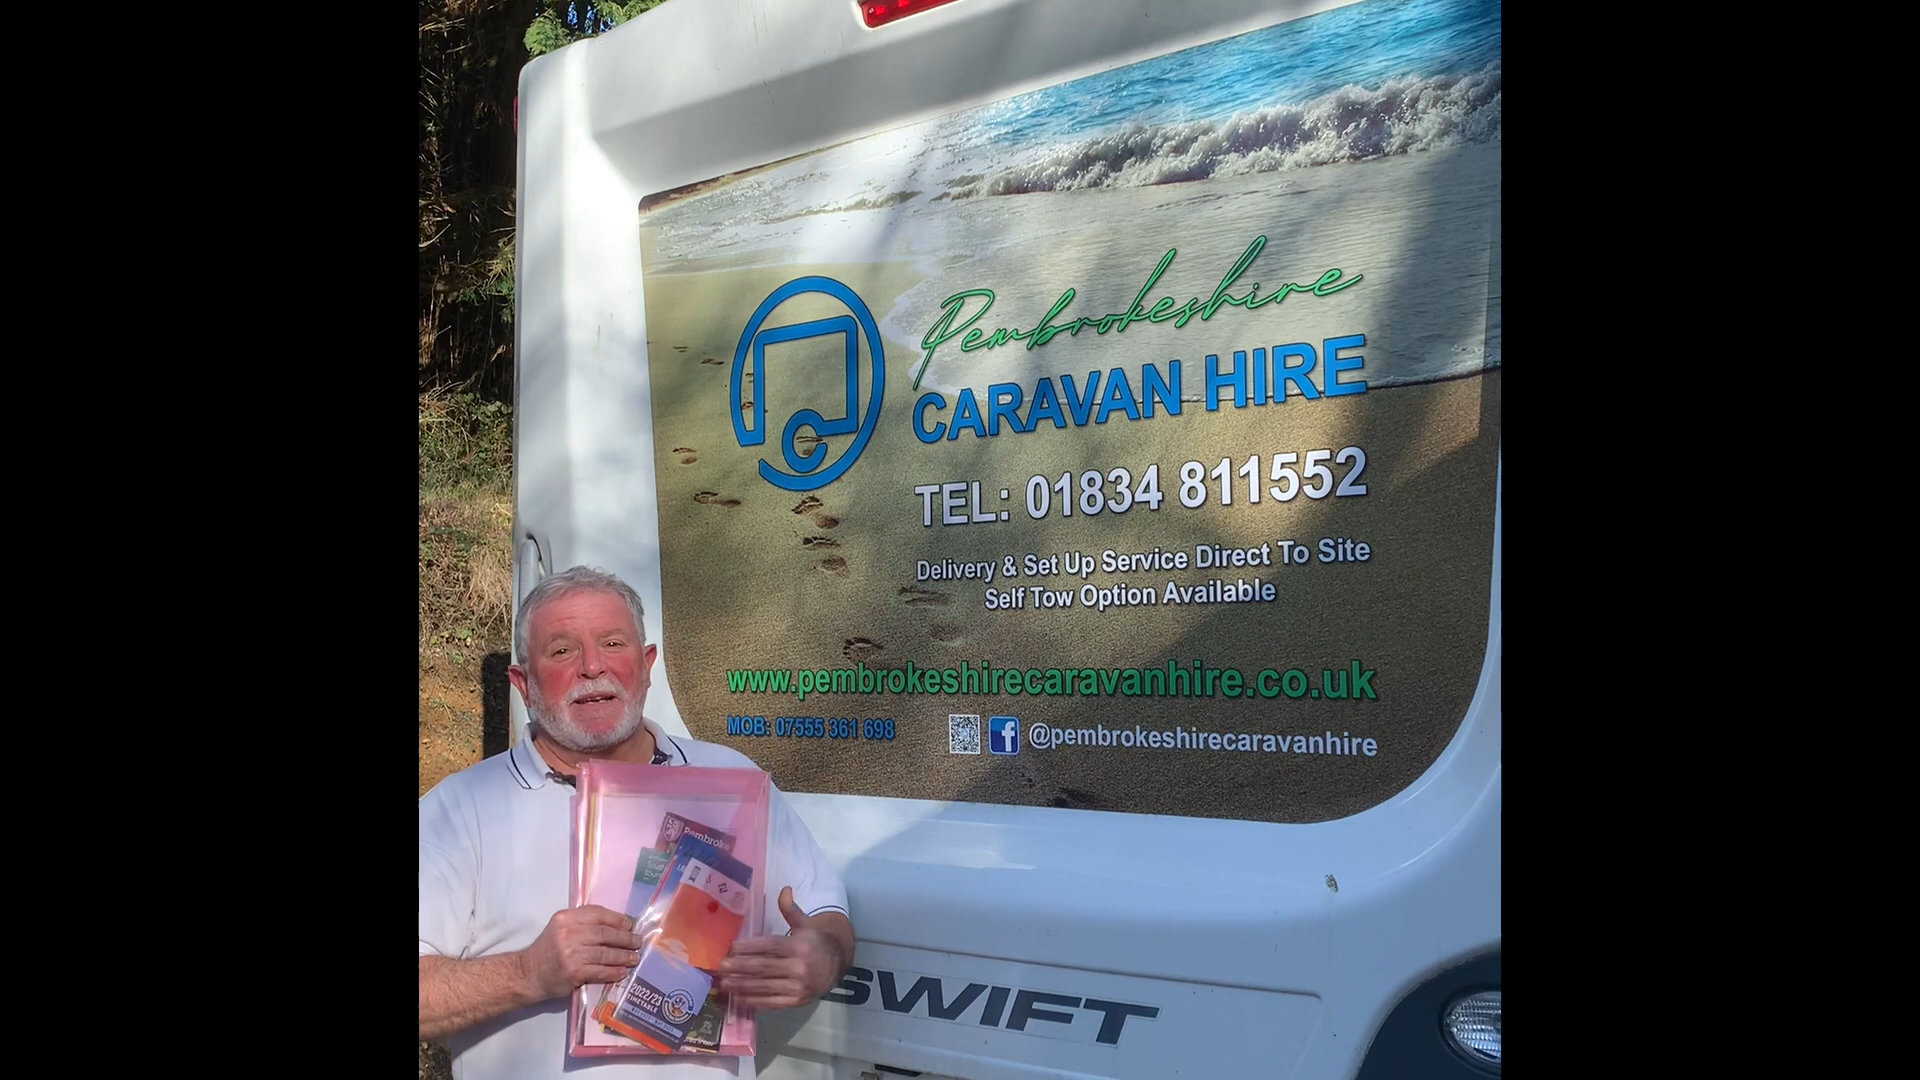 Pembrokeshire
CARAVAN HIRE
TEL: 01834 811552
Delivery & Set Up Service Direct To Site
Self Tow Option Available
www.pembrokeshirecaravanhire.co.uk
MOB: 07555 361 698
@pembrokeshirecaravanhire
Pembroke
2022/23
TIMETABLE
SWIFT